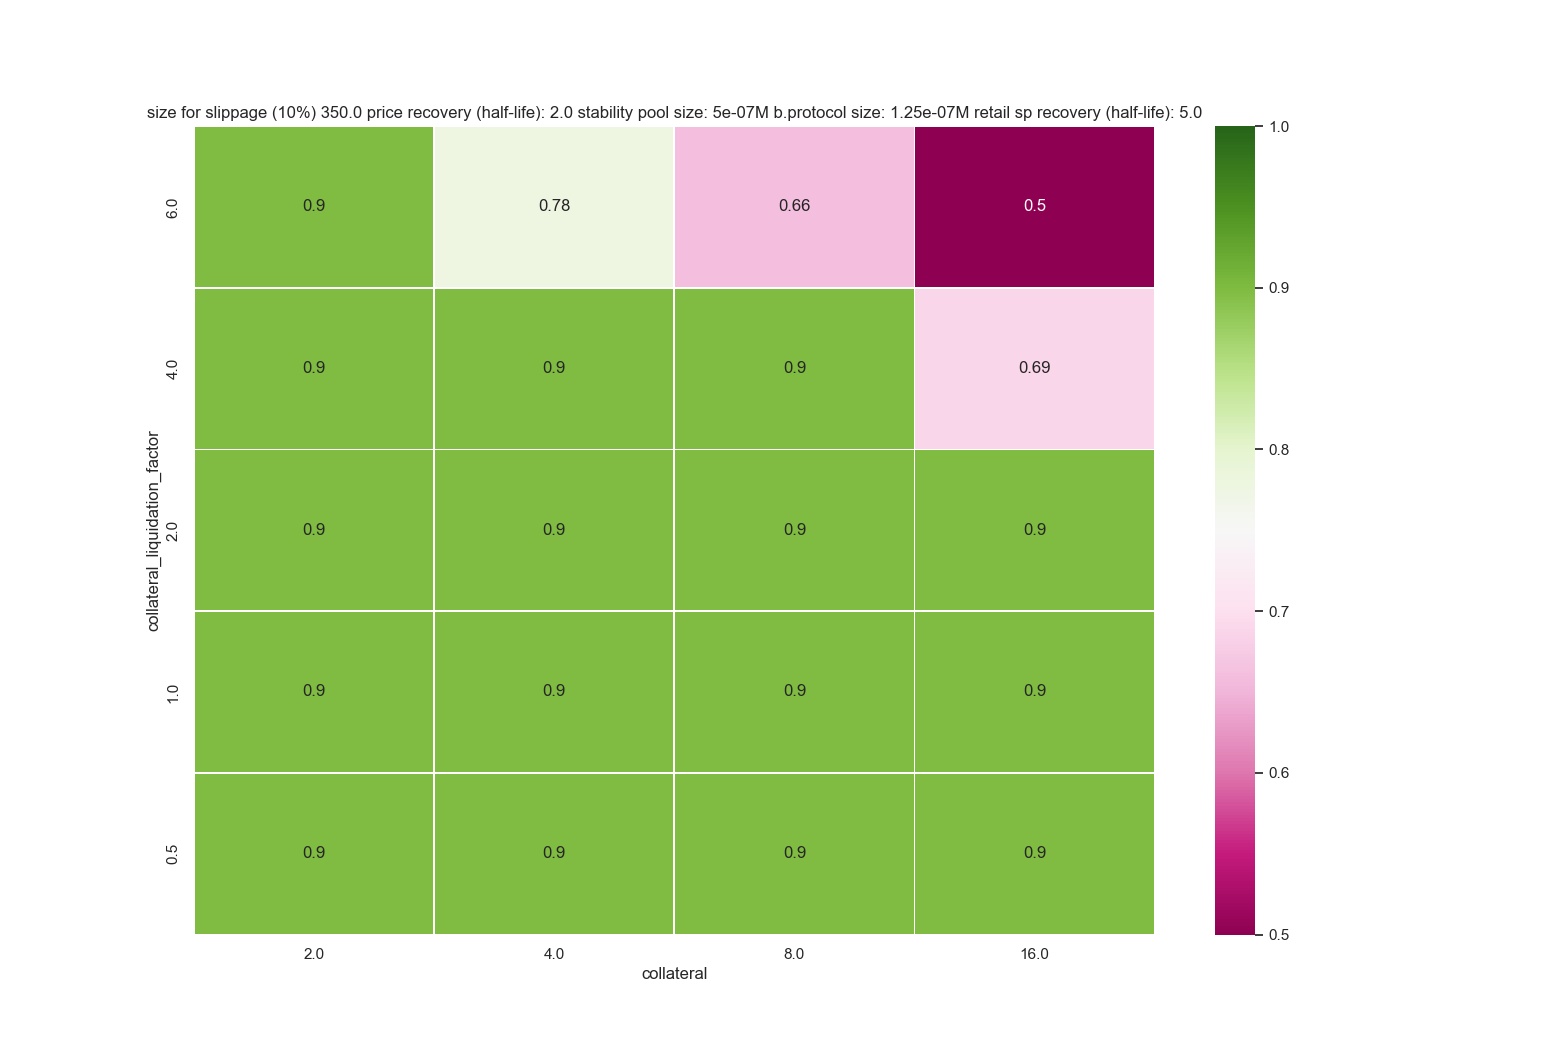 size for slippage (10%) 350.0 price recovery (half-life): 2.0 stability pool size: 5e-07M b.protocol size: 1.25e-07M retail sp recovery (half-life): 5.0
collateral_liquidation_factor
6.0
0.9 0.78 0.66 0.5
4.0
0.9 0.9 0.9 0.69
2.0
0.9 0.9 0.9 0.9
1.0
0.9 0.9 0.9 0.9
0.5
0.9 0.9 0.9 0.9
2.0 4.0 8.0 16.0
collateral
1.0
0.9
0.8
0.7
0.6
0.5